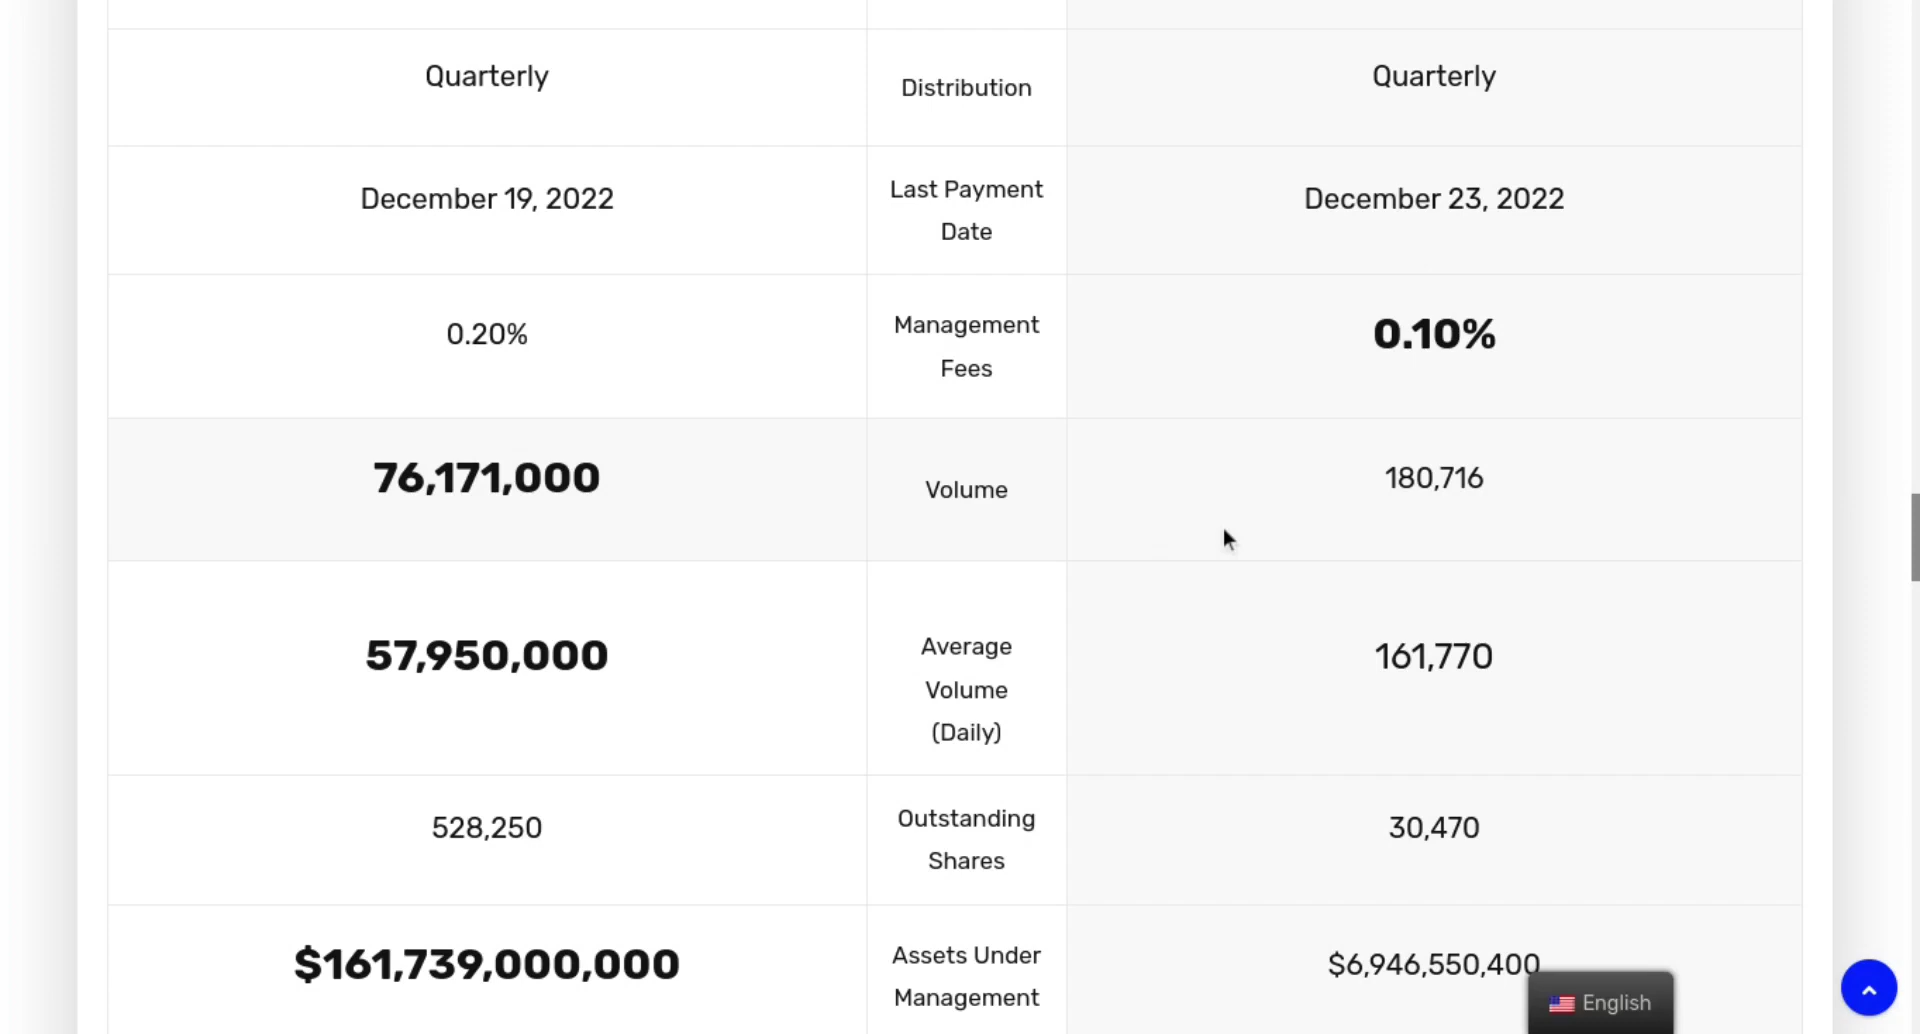 Quarterly
Distribution
Quarterly
December 19, 2022
Last Payment
Date
December 23, 2022
0.20%
Management
Fees
0.10%
76,171,000
Volume
180,716
57,950,000
Average
Volume
(Daily)
161,770
528,250
Outstanding
Shares
30,470
$161,739,000,000
Assets Under
Management
$6,946,550,400
English